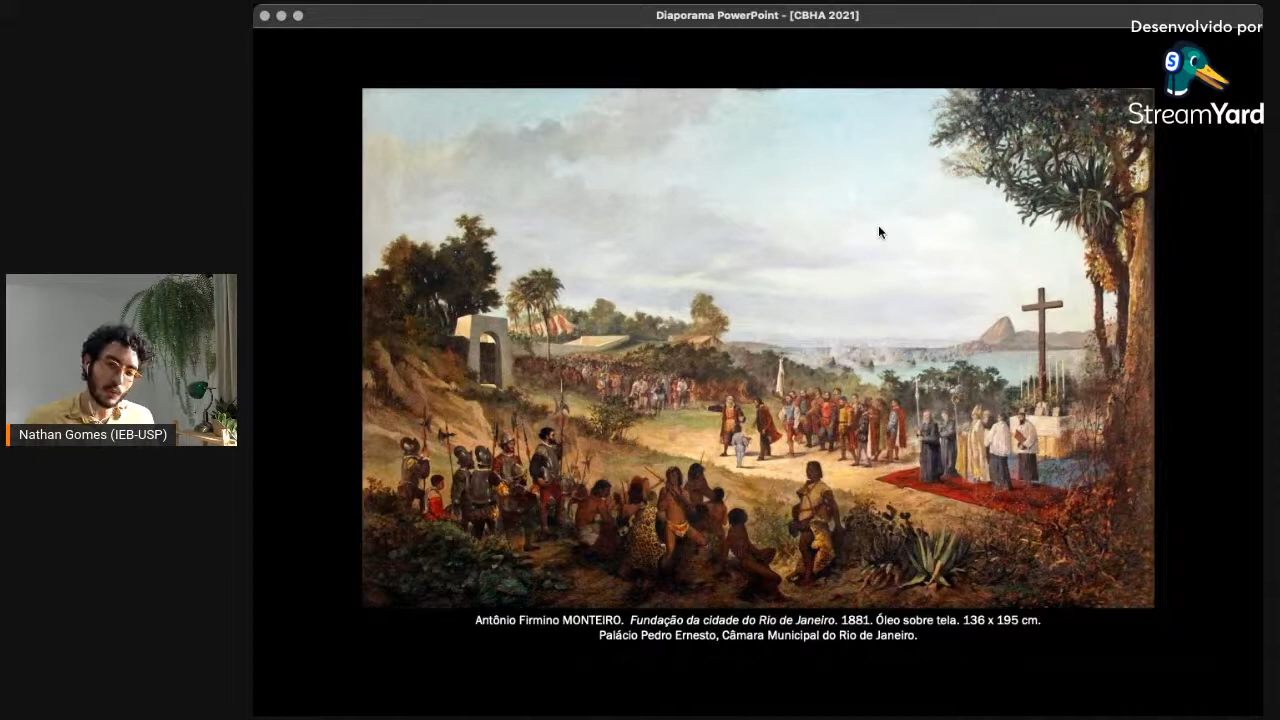 Diaporama PowerPoint - [CBHA 2021]
Desenvolvido por
S
StreamYard
Nathan Gomes (IEB-USP)
Antônio Firmino MONTEIRO. Fundação da cidade do Rio de Janeiro. 1881. Óleo sobre tela. 136 x 195 cm.
Palácio Pedro Ernesto, Câmara Municipal do Rio de Janeiro.